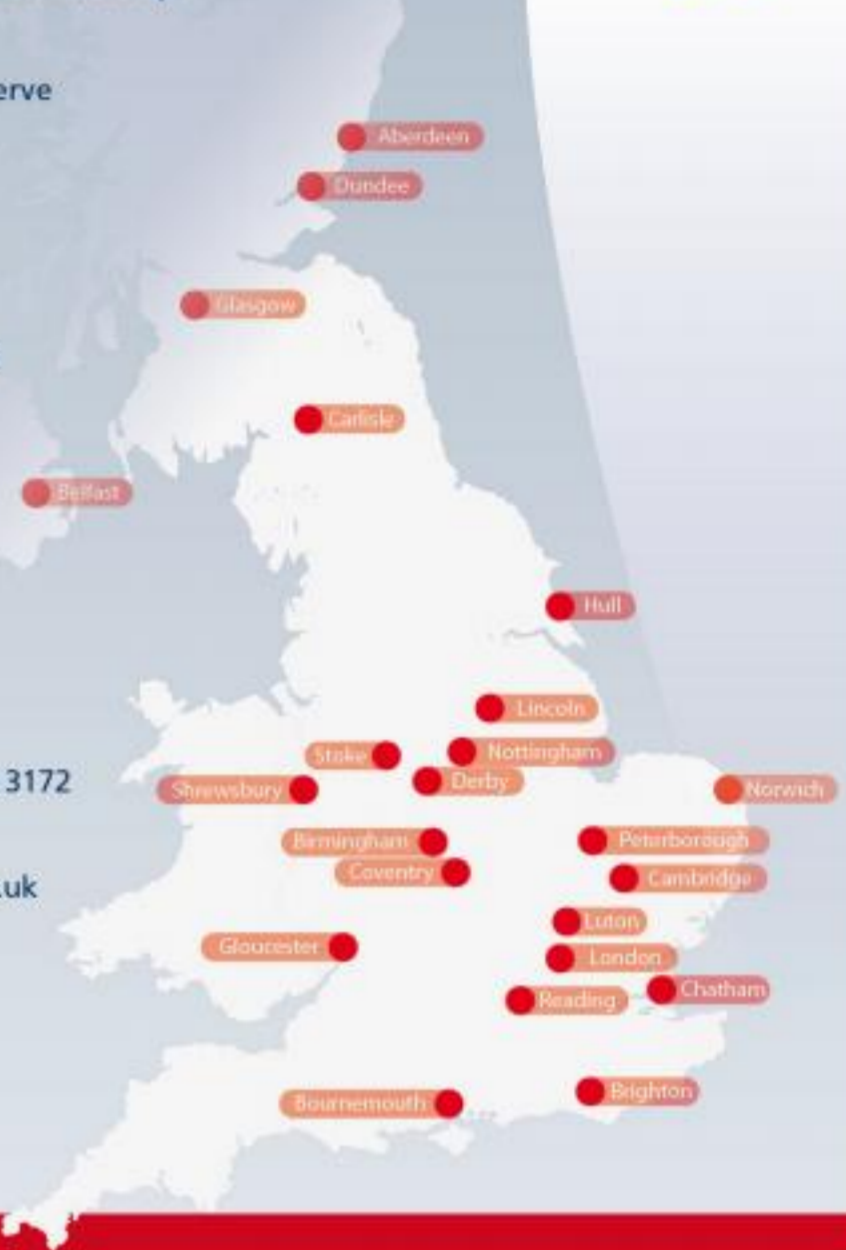 erve
Aberdeen
Dundee
Glasgow
Carlisle
Belfast
Hull
Lincoln
Stoke
Nottingham
3172
Derby
Shrewsbury
Norwich
Birmingham
Peterborough
Coventry
Cambridge
.uk
Luton
Gloucester
London
Chatham
Reading
Brighton
Bournemouth